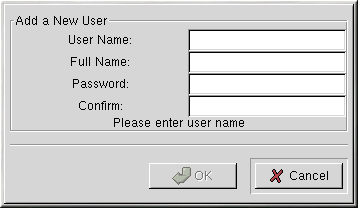 Add a New User
User Name:
Full Name:
Password:
Confirm:
Please enter user name
OK
Cancel